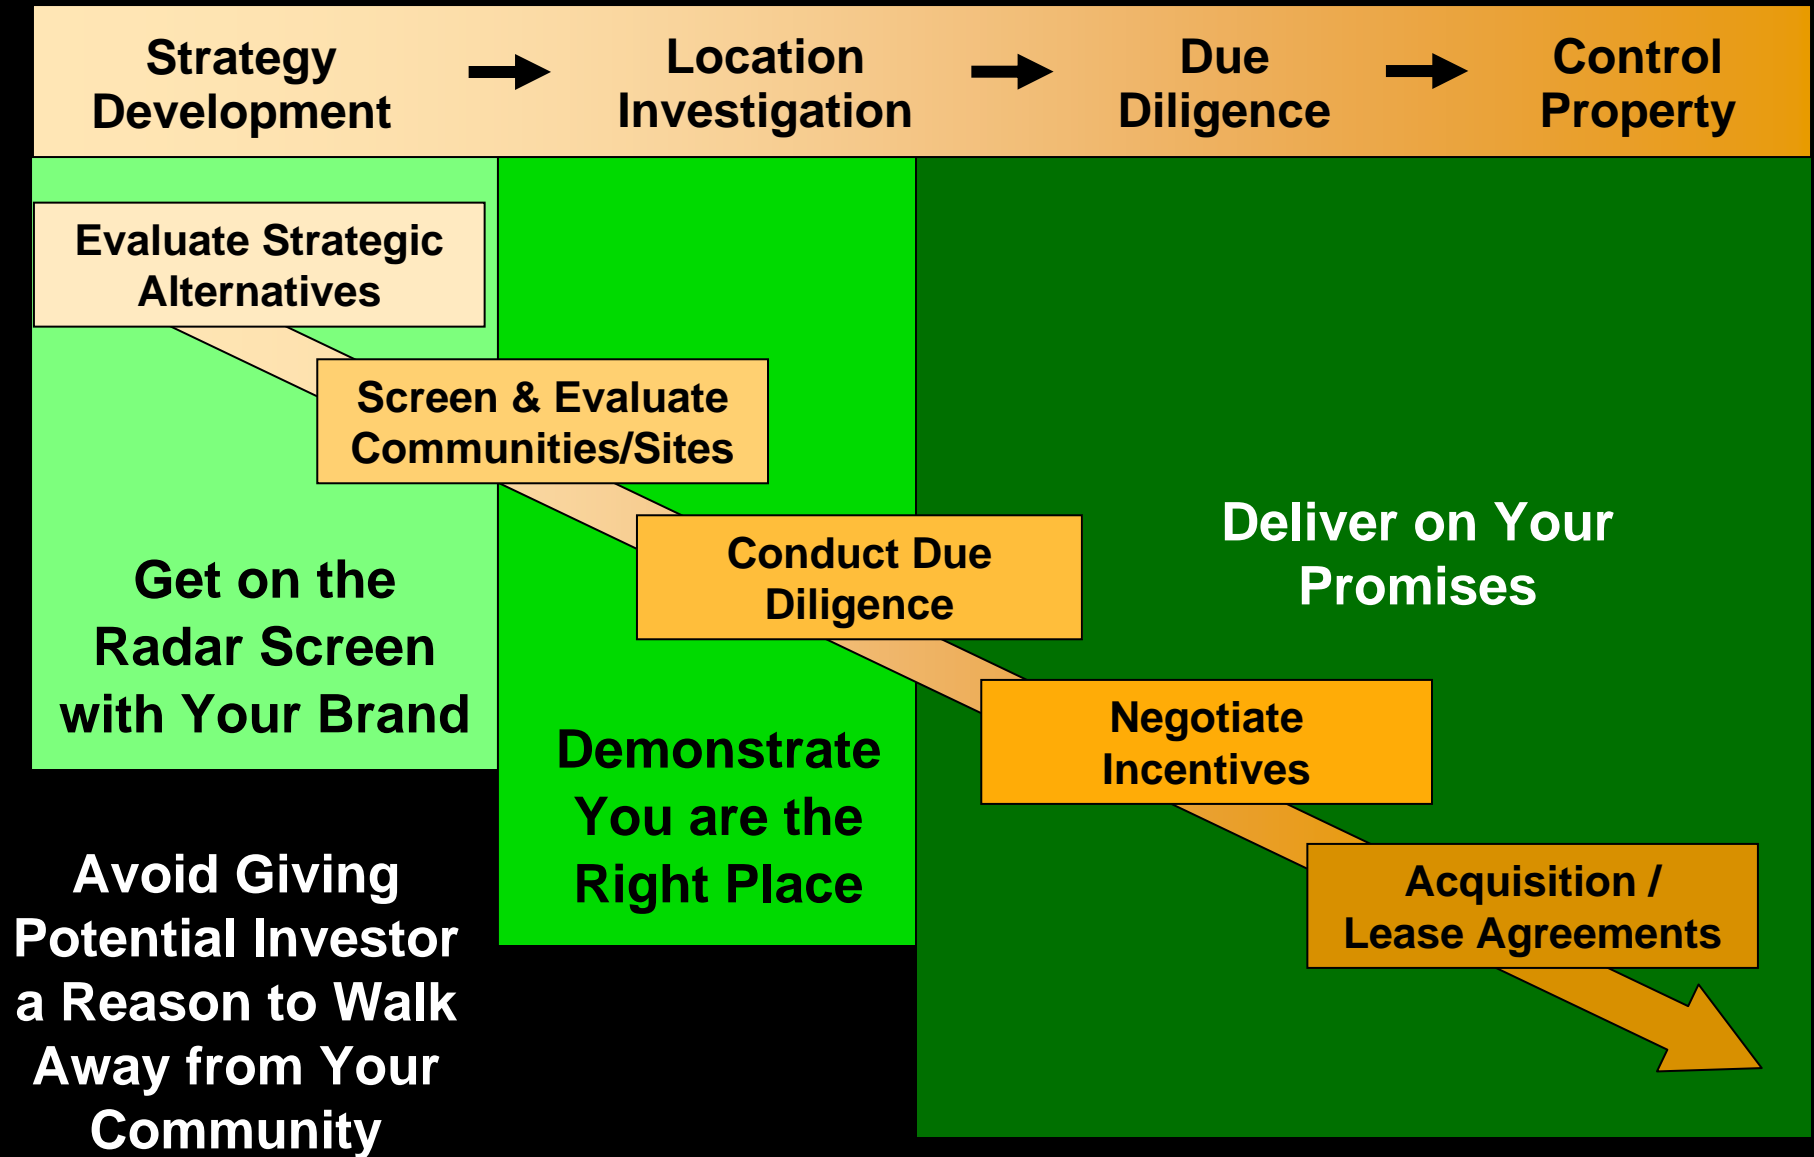 Strategy
Development
Location
Investigation
Due
Diligence
Control
Property
Evaluate Strategic
Alternatives
Screen & Evaluate
Communities/Sites
Conduct Due
Diligence
Negotiate
Incentives
Acquisition /
Lease Agreements
Get on the
Radar Screen
with Your Brand
Demonstrate
You are the
Right Place
Deliver on Your
Promises
Avoid Giving
Potential Investor
a Reason to Walk
Away from Your
Community